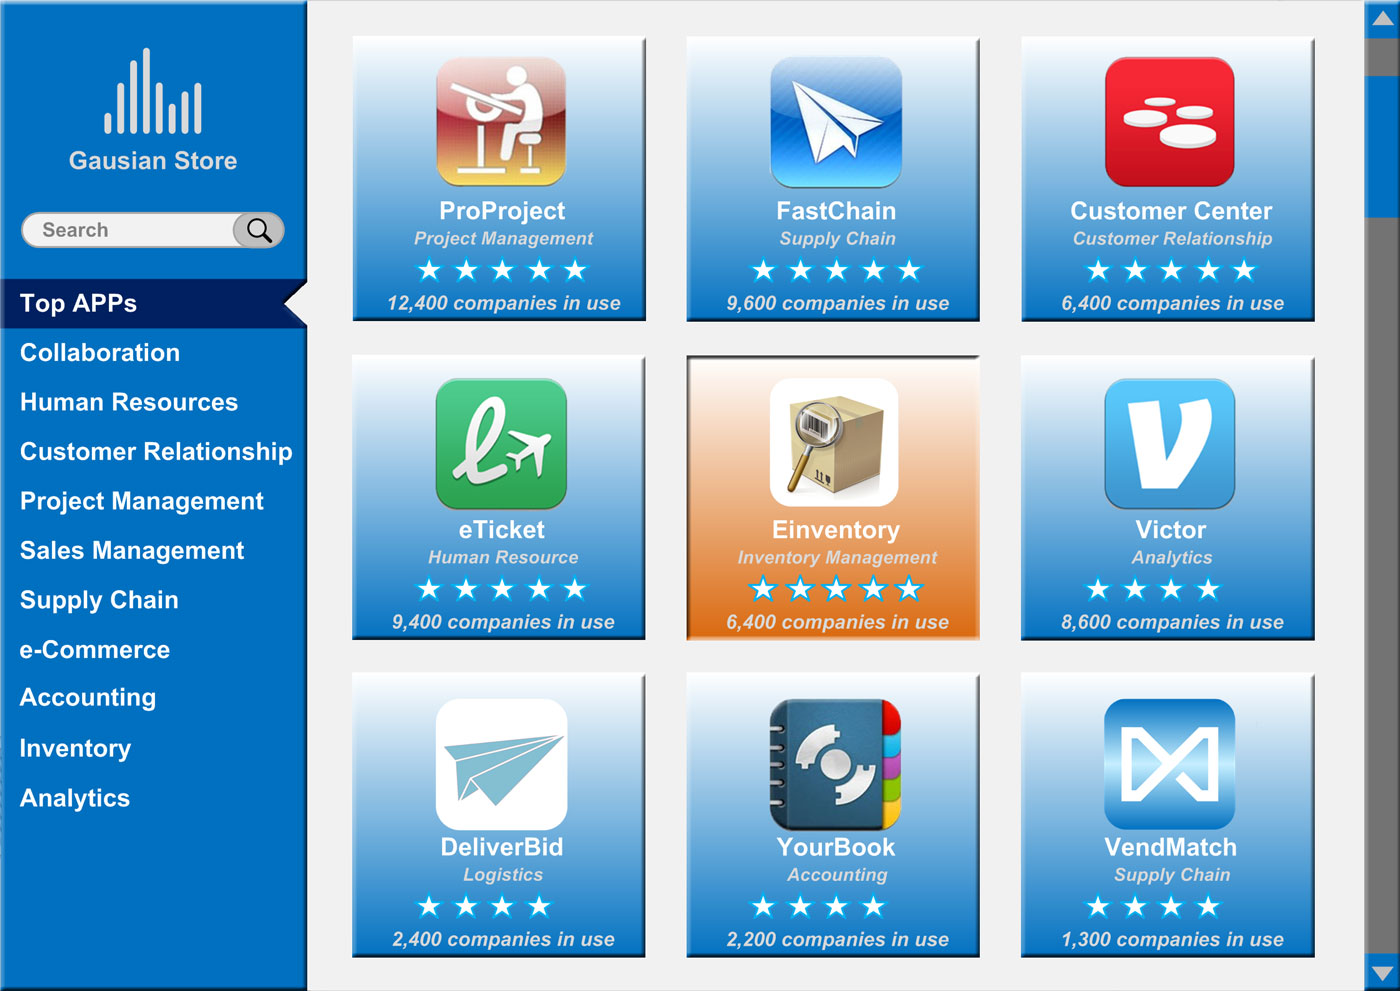 Gausian Store
Search
Top APPs
Collaboration
Human Resources
Customer Relationship
Project Management
Sales Management
Supply Chain
e-Commerce
Accounting
Inventory
Analytics
ProProject
Project Management
12,400 companies in use
FastChain
Supply Chain
9,600 companies in use
Customer Center
Customer Relationship
6,400 companies in use
eTicket
Human Resource
9,400 companies in use
Einventory
Inventory Management
6,400 companies in use
Victor
Analytics
8,600 companies in use
DeliverBid
Logistics
2,400 companies in use
YourBook
Accounting
2,200 companies in use
VendMatch
Supply Chain
1,300 companies in use